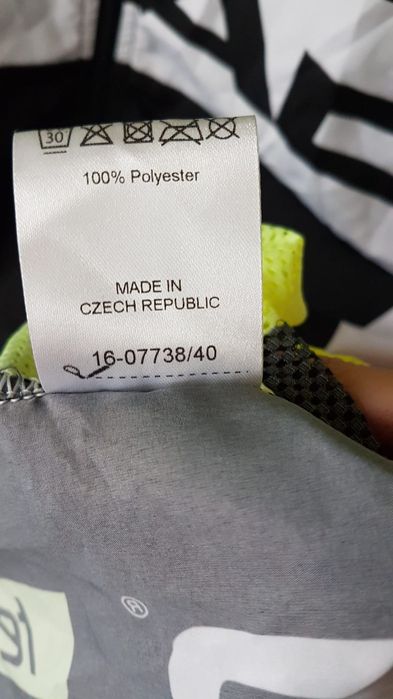 30
100% Polyester
MADE IN
CZECH REPUBLIC
16-07738/40
®